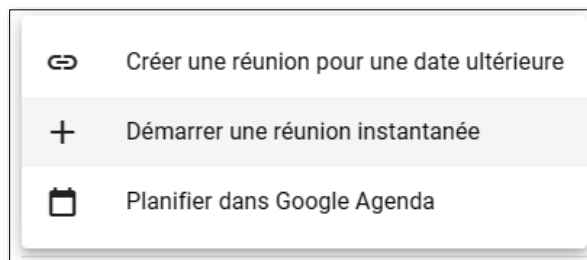 Créer une réunion pour une date ultérieure
Démarrer une réunion instantanée
Planifier dans Google Agenda